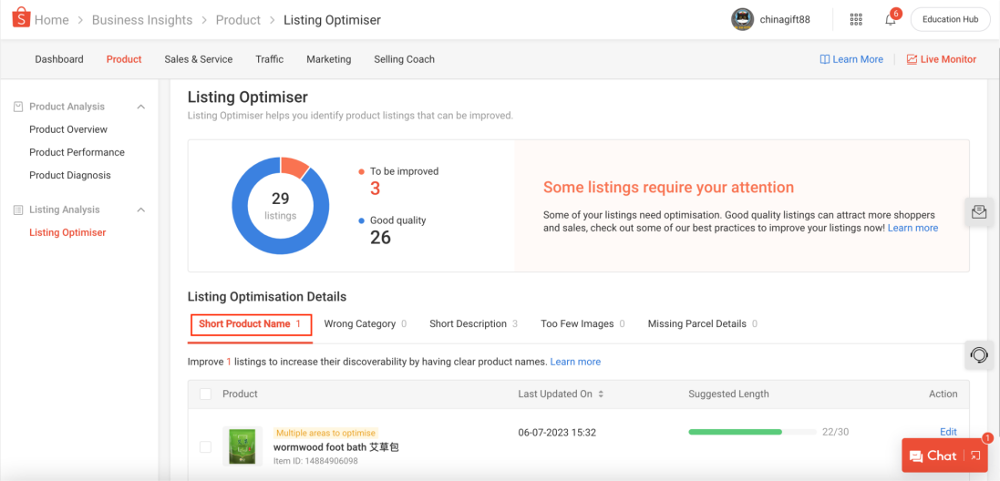 Home > Business Insights > Product > Listing Optimiser
chinagift88
6
Education Hub
Dashboard Product Sales & Service Traffic Marketing Selling Coach
Learn More
Live Monitor
Product Analysis
Product Overview
Product Performance
Product Diagnosis
Listing Analysis
Listing Optimiser
Listing Optimiser
Listing Optimiser helps you identify product listings that can be improved.
29
listings
To be improved
3
Good quality
26
Some listings require your attention
Some of your listings need optimisation. Good quality listings can attract more shoppers
and sales, check out some of our best practices to improve your listings now! Learn more
Listing Optimisation Details
Short Product Name 1 Wrong Category 0 Short Description 3 Too Few Images 0 Missing Parcel Details 0
Improve 1 listings to increase their discoverability by having clear product names. Learn more
Product Last Updated On Suggested Length Action
Multiple areas to optimise
wormwood foot bath 艾草包
Item ID: 14884906098
06-07-2023 15:32
22/30
Edit
Chat
1